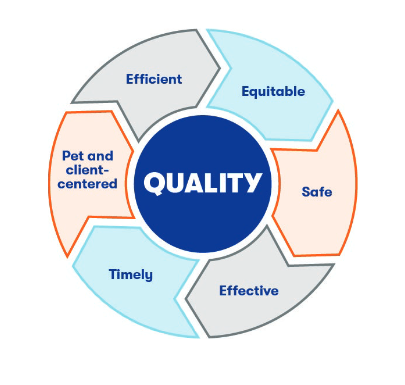 Efficient
Equitable
Pet and
client-
centered
QUALITY
Safe
Timely
Effective